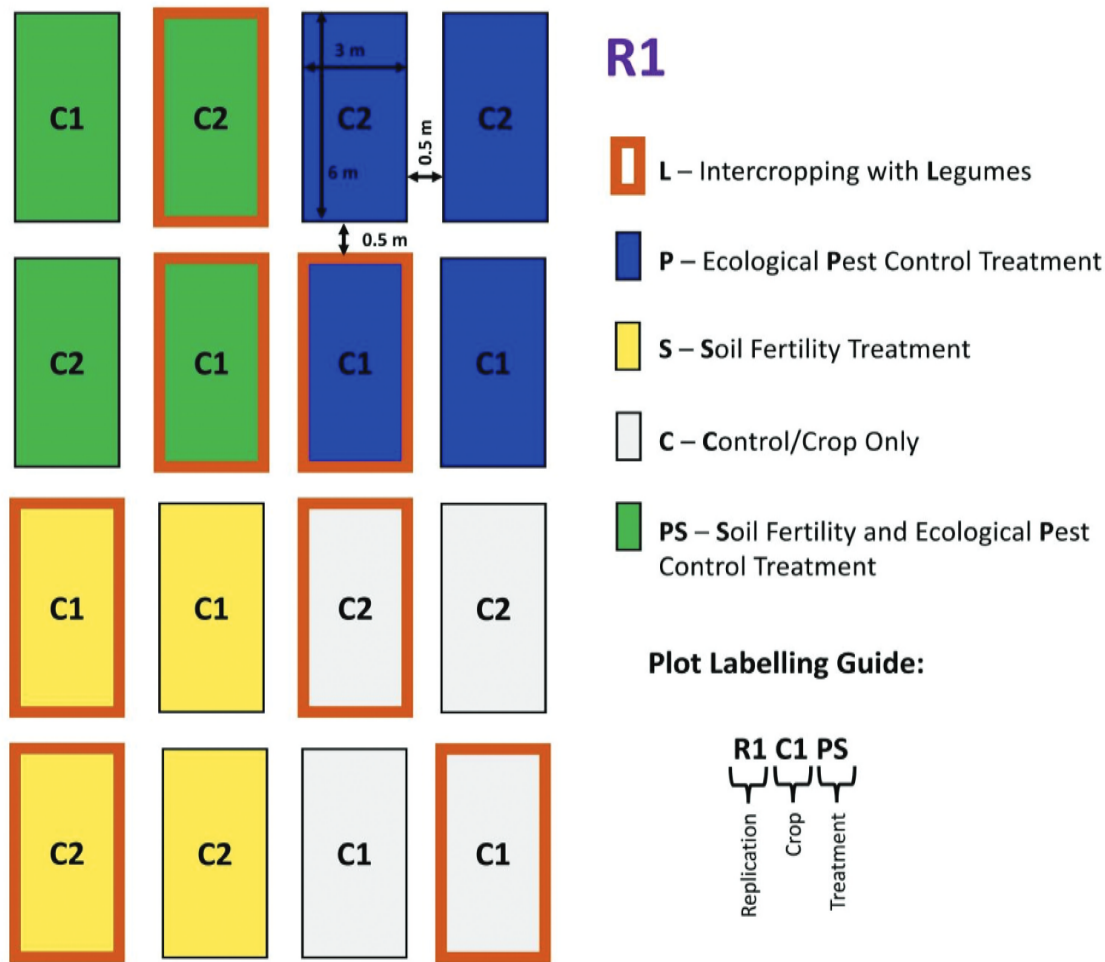 C1
C2
3 m
C2
6 m
0.5 m
C2
0.5 m
C2
C1
C1
C1
C1
C1
C2
C2
C2
C2
C1
C1
R1
L – Intercropping with Legumes
P – Ecological Pest Control Treatment
S – Soil Fertility Treatment
C – Control/Crop Only
PS – Soil Fertility and Ecological Pest
Control Treatment
Plot Labelling Guide:
R1 C1 PS
Replication
Crop
Treatment